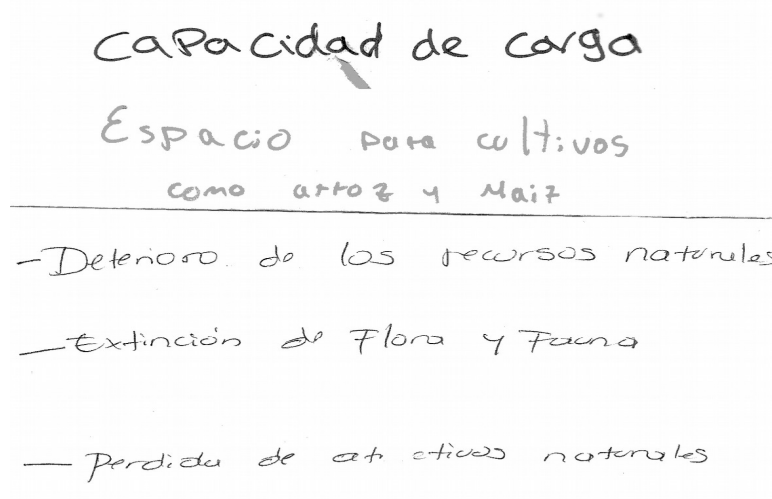 Capacidad de carga
Espacio para cultivos
como arroz y Maiz
- Deterioro de los recursos naturales
- Extinción de Flora y Fauna
- Perdida de atractivos naturales